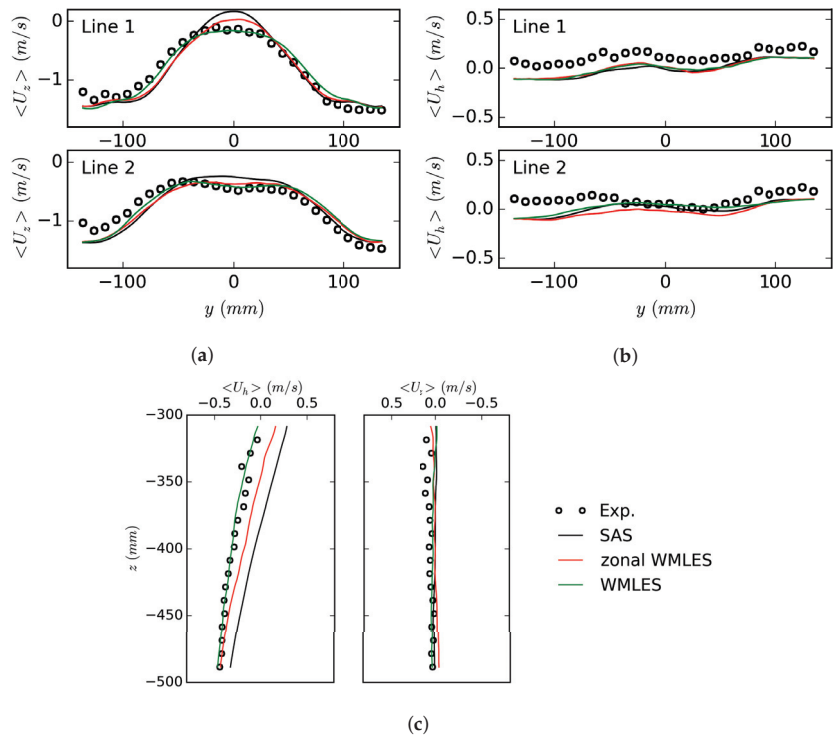 Line 1
0
−1
<U_z> (m/s)
−100
0
100
Line 2
0
−1
<U_z> (m/s)
−100
0
100
y (mm)
(a)
Line 1
0.5
0.0
−0.5
<U_h> (m/s)
−100
0
100
Line 2
0.5
0.0
−0.5
<U_h> (m/s)
−100
0
100
y (mm)
(b)
<U_h> (m/s)
−0.5 0.0 0.5
<U_z> (m/s)
0.5 0.0 −0.5
−300
−350
−400
−450
−500
z (mm)
Exp.
SAS
zonal WMLES
WMLES
(c)